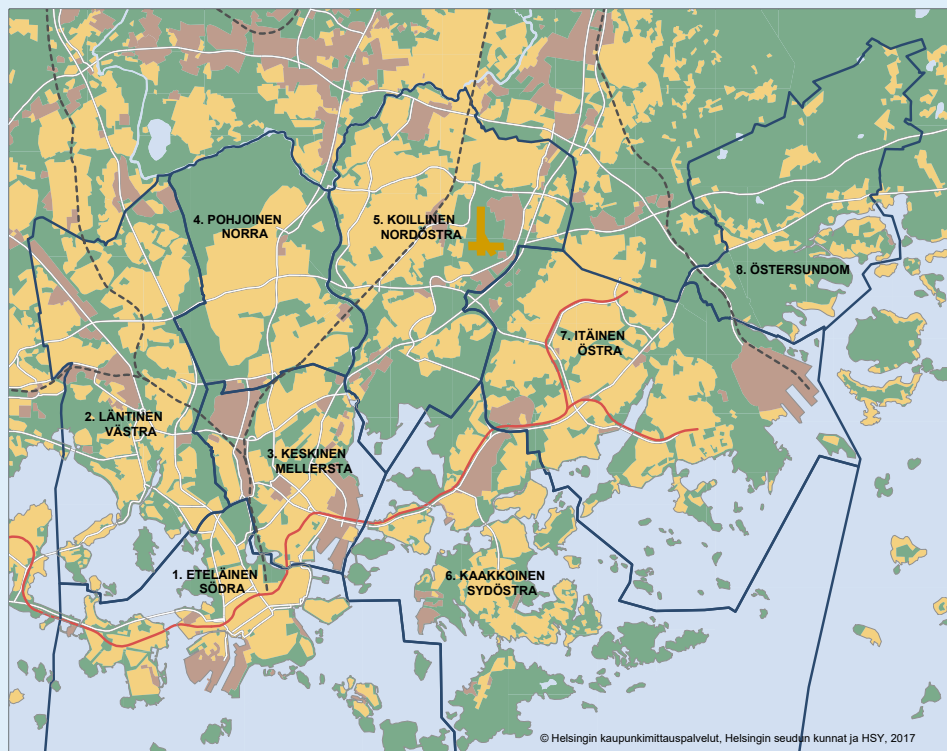 4. POHJOINEN
NORRA
5. KOILLINEN
NORDÖSTRA
8. ÖSTERSUNDOM
7. ITÄINEN
ÖSTRA
2. LÄNTINEN
VÄSTRA
3. KESKINEN
MELLERSTA
1. ETELÄINEN
SÖDRA
6. KAAKKOINEN
SYDÖSTRA
© Helsingin kaupunkimittauspalvelut, Helsingin seudun kunnat ja HSY, 2017